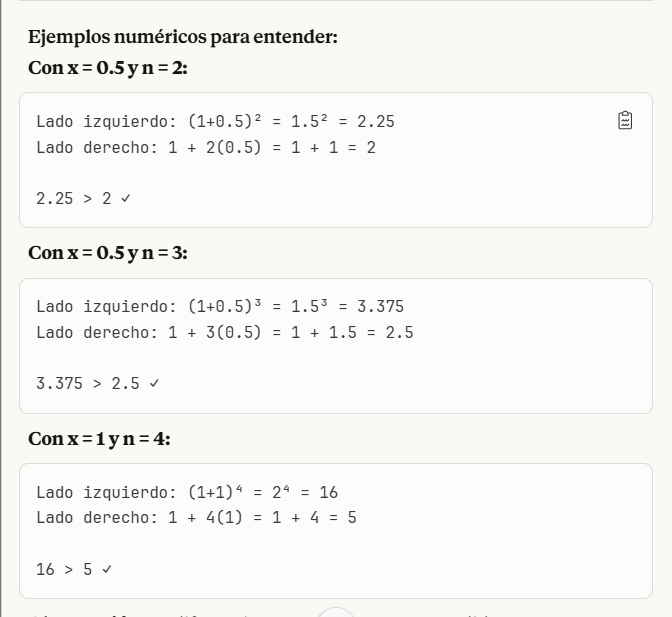 Ejemplos numéricos para entender:
Con x = 0.5 y n = 2:
Lado izquierdo: (1+0.5)² = 1.5² = 2.25
Lado derecho: 1 + 2(0.5) = 1 + 1 = 2
2.25 > 2 ✓
Con x = 0.5 y n = 3:
Lado izquierdo: (1+0.5)³ = 1.5³ = 3.375
Lado derecho: 1 + 3(0.5) = 1 + 1.5 = 2.5
3.375 > 2.5 ✓
Con x = 1 y n = 4:
Lado izquierdo: (1+1)⁴ = 2⁴ = 16
Lado derecho: 1 + 4(1) = 1 + 4 = 5
16 > 5 ✓